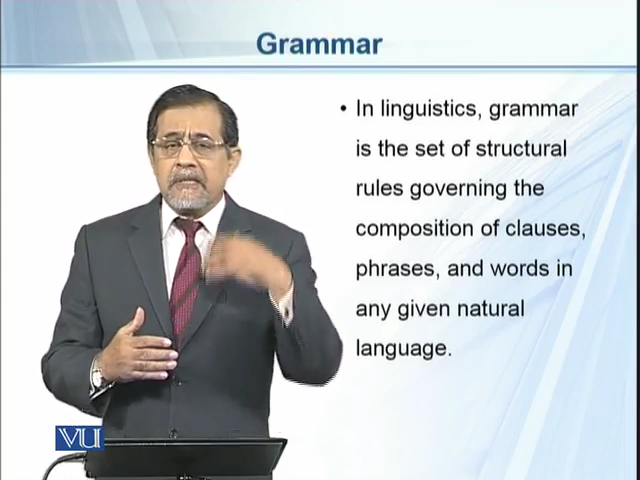 Grammar
• In linguistics, grammar
is the set of structural
rules governing the
composition of clauses,
phrases, and words in
any given natural
language.
VU